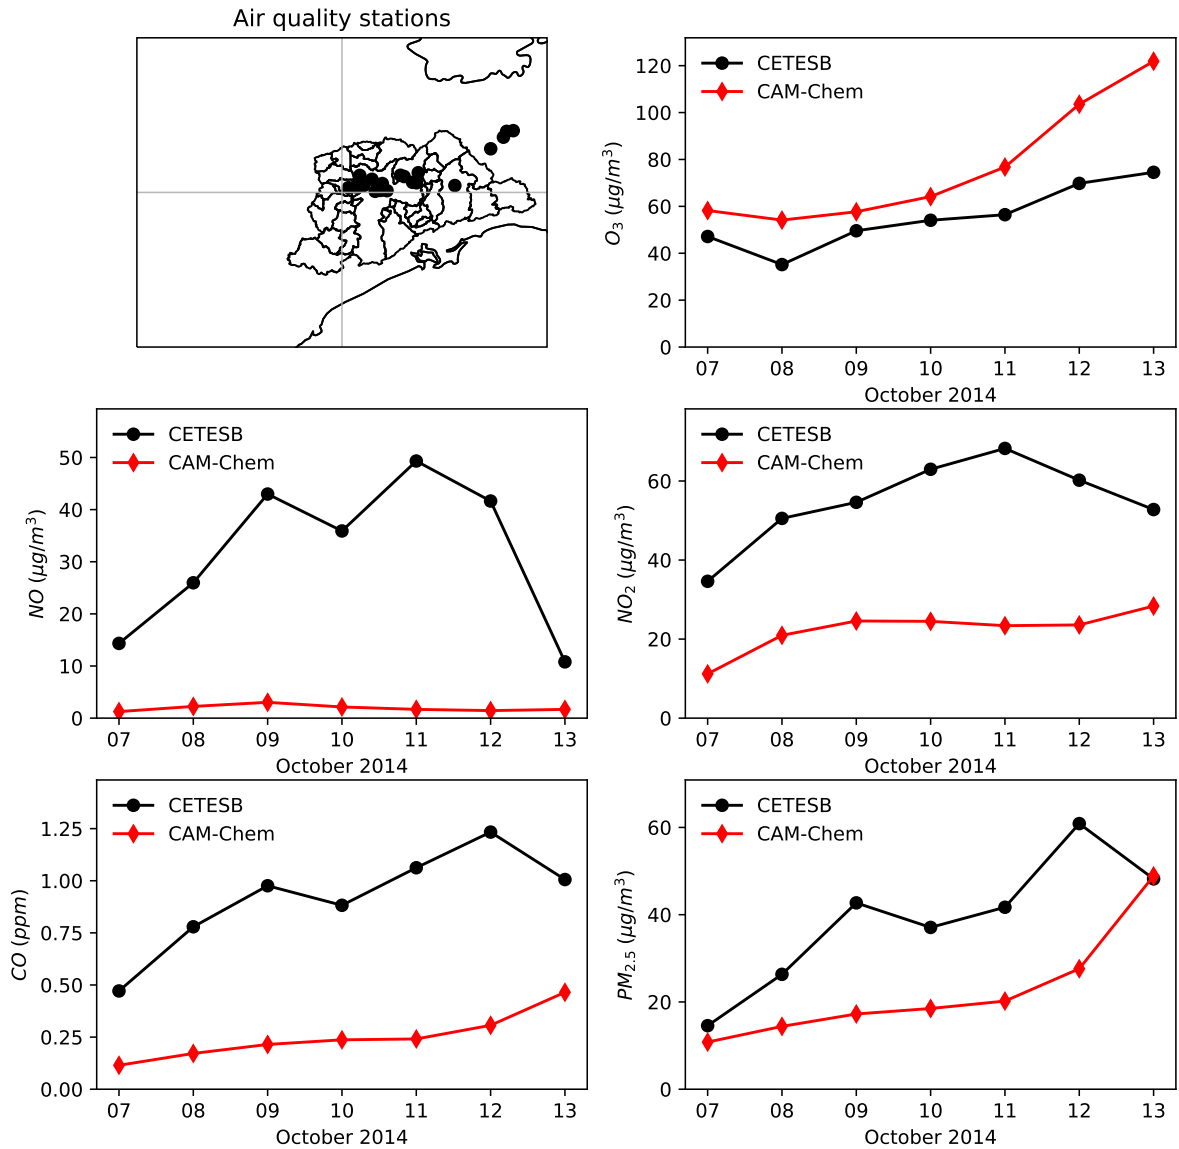 Air quality stations
O3 (μg/m3)
120
100
80
60
40
20
0
CETESB
CAM-Chem
07 08 09 10 11 12 13
October 2014
NO (μg/m3)
50
40
30
20
10
0
CETESB
CAM-Chem
07 08 09 10 11 12 13
October 2014
NO2 (μg/m3)
60
40
20
0
CETESB
CAM-Chem
07 08 09 10 11 12 13
October 2014
CO (ppm)
1.25
1.00
0.75
0.50
0.25
0.00
CETESB
CAM-Chem
07 08 09 10 11 12 13
October 2014
PM2.5 (μg/m3)
60
40
20
0
CETESB
CAM-Chem
07 08 09 10 11 12 13
October 2014